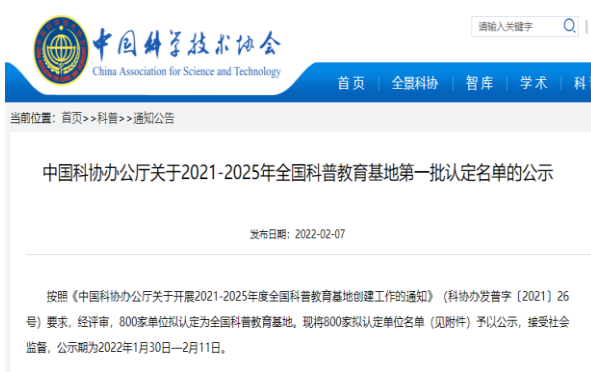 中国科学技术协会
China Association for Science and Technology
请输入关键字
首页 全景科协 智库 学术 科
当前位置：首页>>科普>>通知公告
中国科协办公厅关于2021-2025年全国科普教育基地第一批认定名单的公示
发布日期：2022-02-07
按照《中国科协办公厅关于开展2021-2025年度全国科普教育基地创建工作的通知》（科协办发普字〔2021〕26
号）要求，经评审，800家单位拟认定为全国科普教育基地。现将800家拟认定单位名单（见附件）予以公示，接受社会
监督，公示期为2022年1月30日—2月11日。